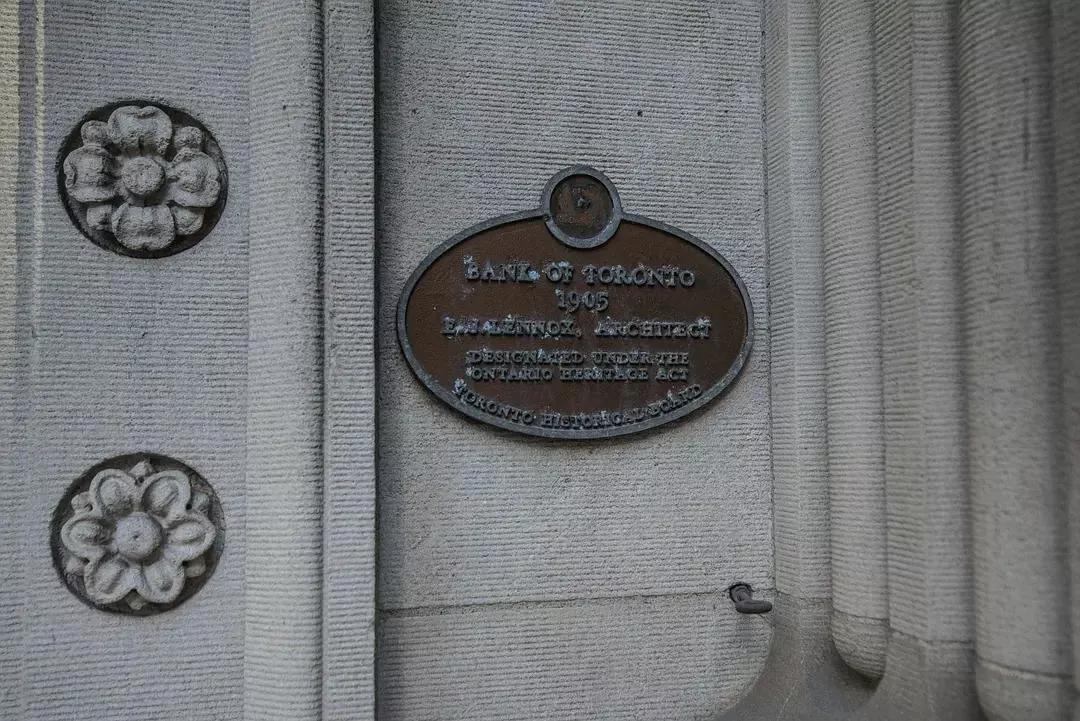 BANK OF TORONTO
1905
E.J. LENNOX, ARCHITECT
DESIGNATED UNDER THE
ONTARIO HERITAGE ACT
TORONTO HISTORICAL BOARD